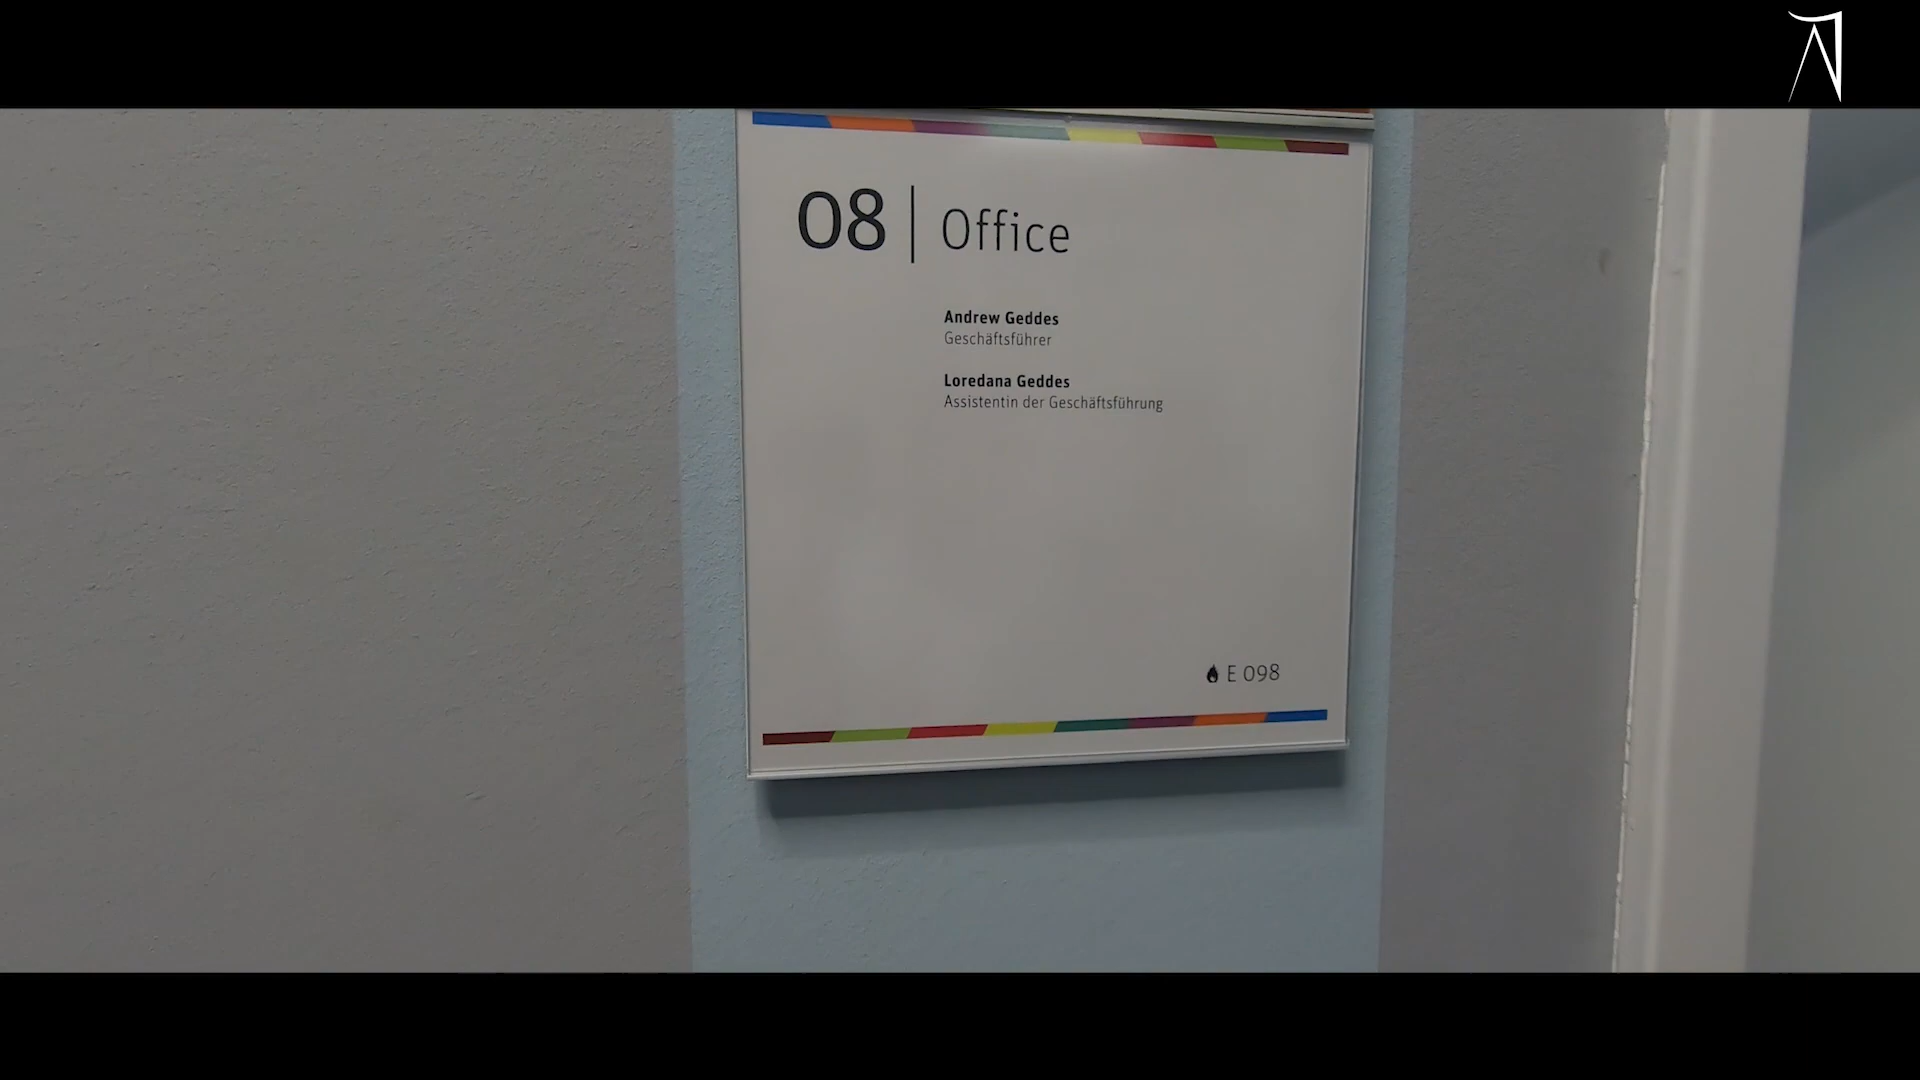 08 | Office
Andrew Geddes
Geschäftsführer
Loredana Geddes
Assistentin der Geschäftsführung
E 098